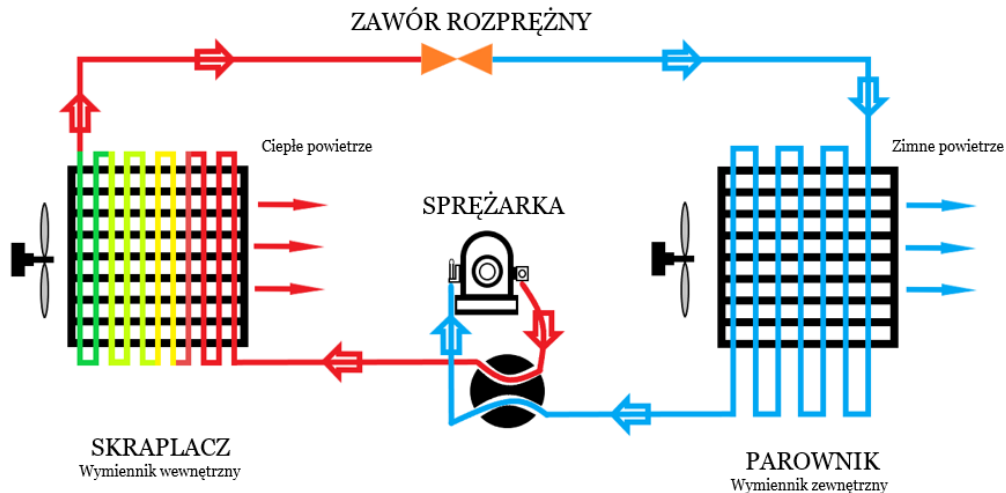 ZAWÓR ROZPRĘŻNY
Ciepłe powietrze
Zimne powietrze
SPRĘŻARKA
SKRAPLACZ
Wymiennik wewnętrzny
PAROWNIK
Wymiennik zewnętrzny